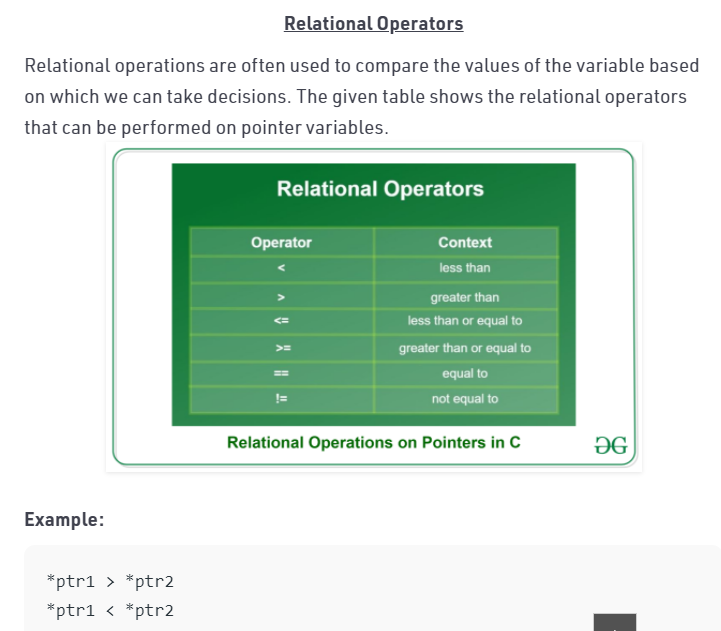 Relational Operators
Relational operations are often used to compare the values of the variable based
on which we can take decisions. The given table shows the relational operators
that can be performed on pointer variables.
Relational Operators
Operator Context
< less than
> greater than
<= less than or equal to
>= greater than or equal to
== equal to
!= not equal to
Relational Operations on Pointers in C
Example:
*ptr1 > *ptr2
*ptr1 < *ptr2